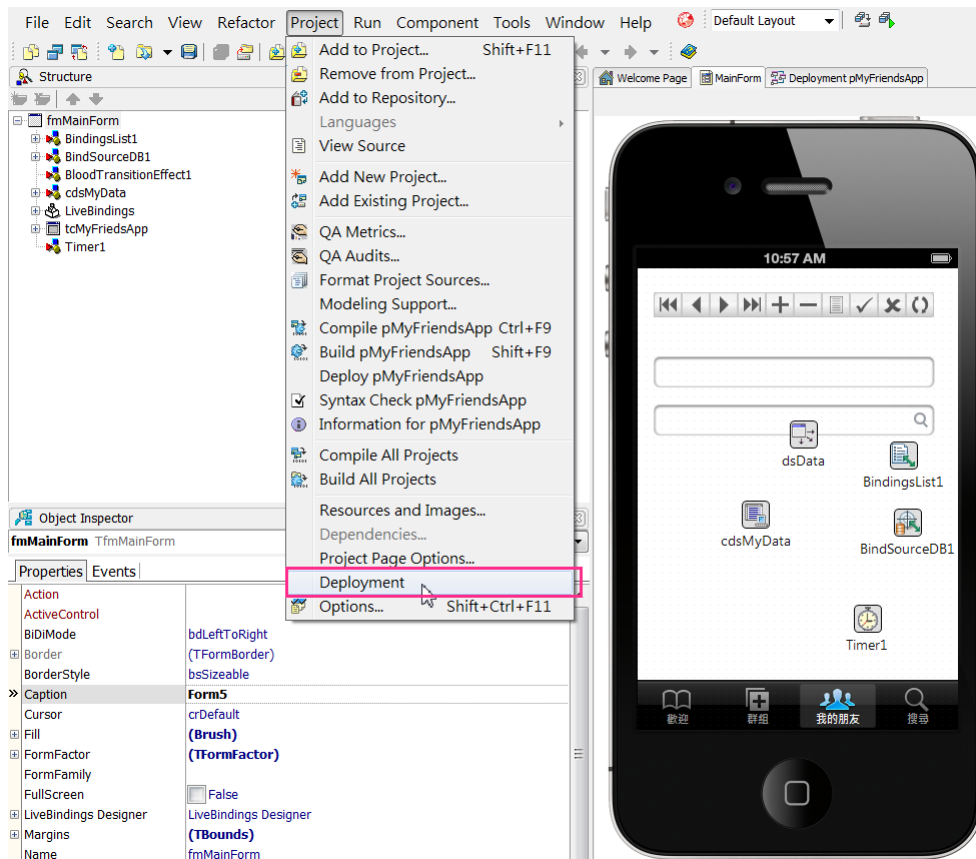 File Edit Search View Refactor Project Run Component Tools Window Help Default Layout
Structure
fmMainForm
BindingsList1
BindSourceDB1
BloodTransitionEffect1
cdsMyData
LiveBindings
tcMyFriedsApp
Timer1
Add to Project... Shift+F11
Remove from Project...
Add to Repository...
Languages
View Source
Add New Project...
Add Existing Project...
QA Metrics...
QA Audits...
Format Project Sources...
Modeling Support...
Compile pMyFriendsApp Ctrl+F9
Build pMyFriendsApp Shift+F9
Deploy pMyFriendsApp
Syntax Check pMyFriendsApp
Information for pMyFriendsApp
Compile All Projects
Build All Projects
Resources and Images...
Dependencies...
Project Page Options...
Deployment
Options... Shift+Ctrl+F11
Object Inspector
fmMainForm TfmMainForm
Properties Events
Action
ActiveControl
BiDiMode bdLeftToRight
Border (TFormBorder)
BorderStyle bsSizeable
Caption Form5
Cursor crDefault
Fill (Brush)
FormFactor (TFormFactor)
FormFamily
FullScreen False
LiveBindings Designer LiveBindings Designer
Margins (TBounds)
Name fmMainForm
Welcome Page MainForm Deployment pMyFriendsApp
10:57 AM
dsData
BindingsList1
cdsMyData
BindSourceDB1
Timer1
歡迎 群組 我的朋友 搜尋